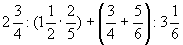 2 3/4 : (1 1/2 · 2/5) + (3/4 + 5/6) : 3 1/6